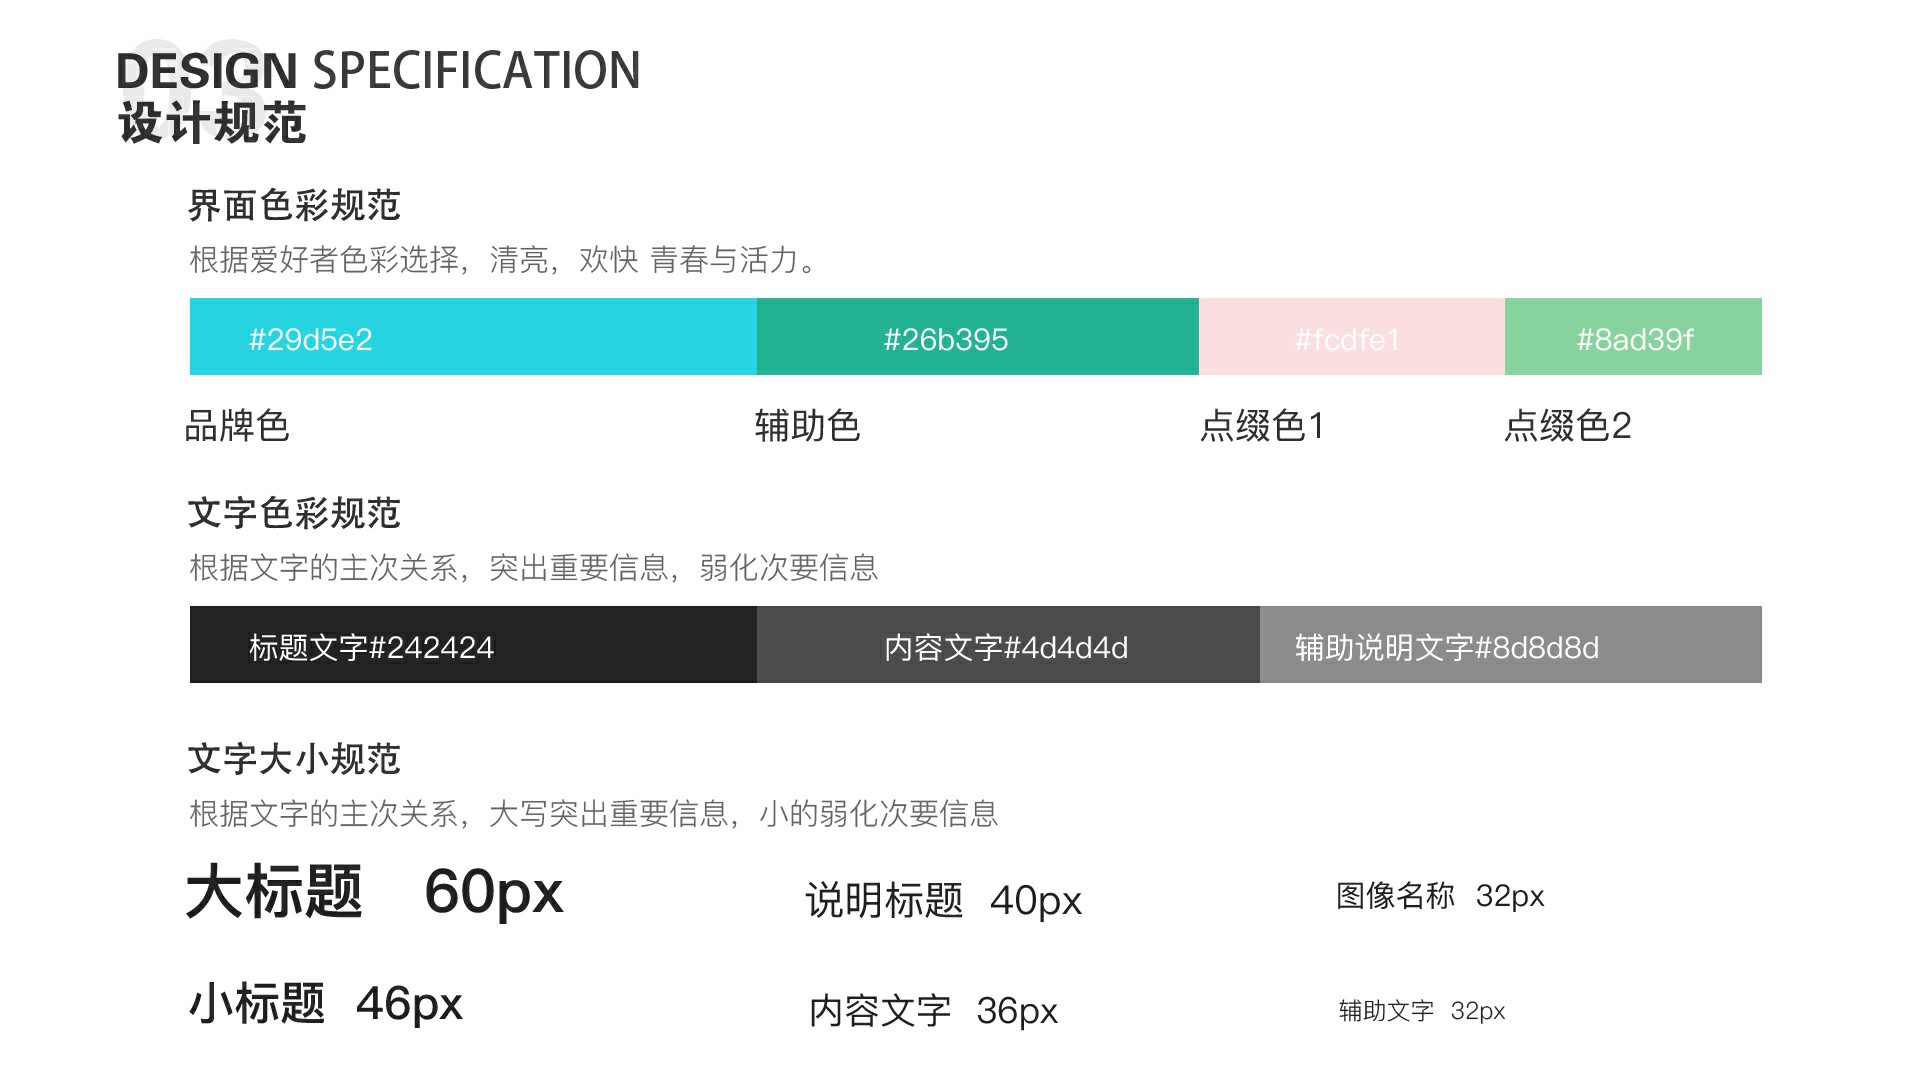 03
DESIGN SPECIFICATION
设计规范
界面色彩规范
根据爱好者色彩选择，清亮，欢快 青春与活力。
#29d5e2 #26b395 #fcdfe1 #8ad39f
品牌色 辅助色 点缀色1 点缀色2
文字色彩规范
根据文字的主次关系，突出重要信息，弱化次要信息
标题文字#242424 内容文字#4d4d4d 辅助说明文字#8d8d8d
文字大小规范
根据文字的主次关系，大写突出重要信息，小的弱化次要信息
大标题 60px 说明标题 40px 图像名称 32px
小标题 46px 内容文字 36px 辅助文字 32px